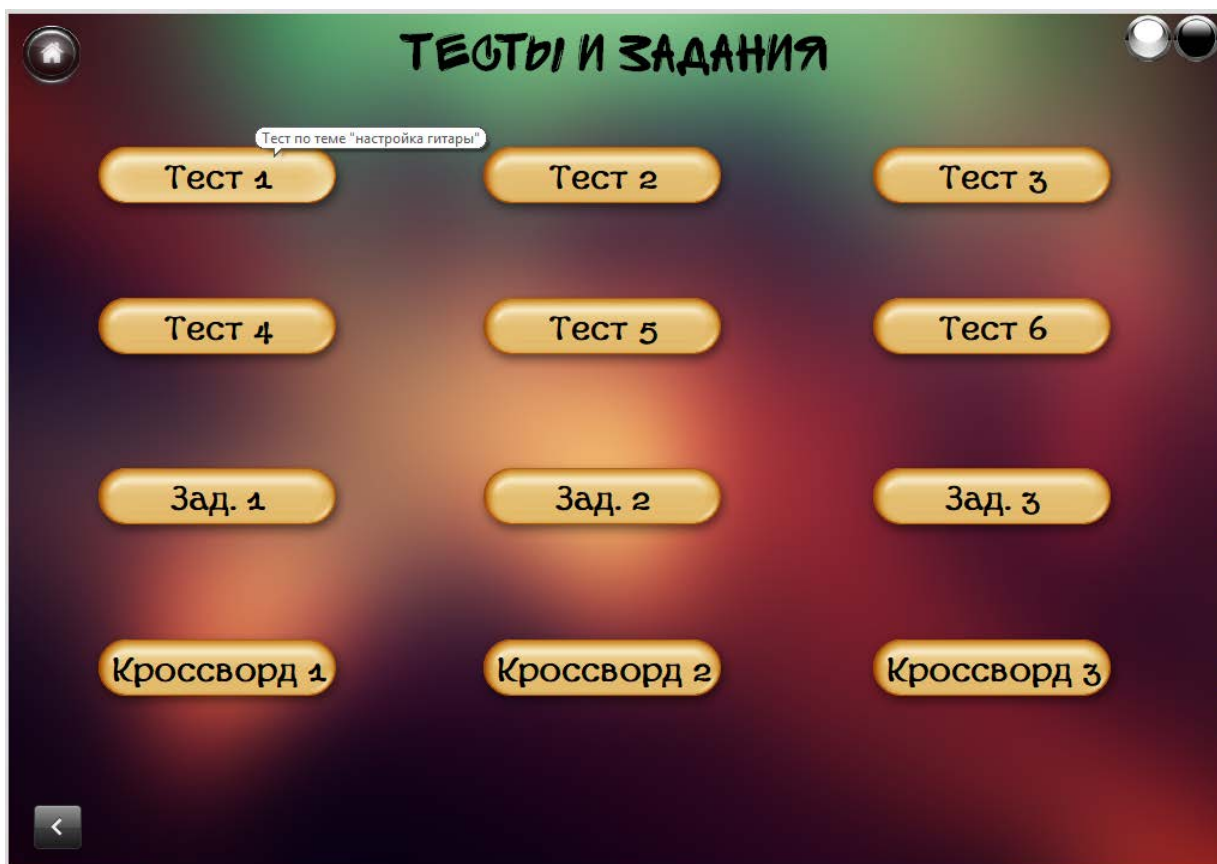 ТЕСТЫ И ЗАДАНИЯ
Тест по теме "настройка гитары"
Тест 1
Тест 2
Тест 3
Тест 4
Тест 5
Тест 6
Зад. 1
Зад. 2
Зад. 3
Кроссворд 1
Кроссворд 2
Кроссворд 3